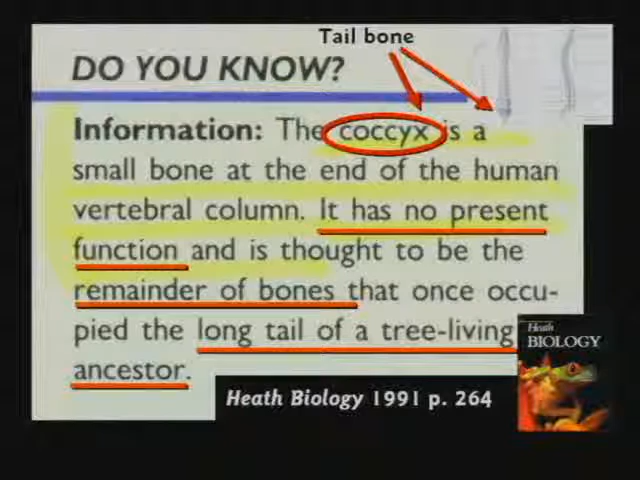 Tail bone
DO YOU KNOW?
Information: The coccyx is a
small bone at the end of the human
vertebral column. It has no present
function and is thought to be the
remainder of bones that once occu-
pied the long tail of a tree-living
ancestor.
Heath
BIOLOGY
Heath Biology 1991 p. 264